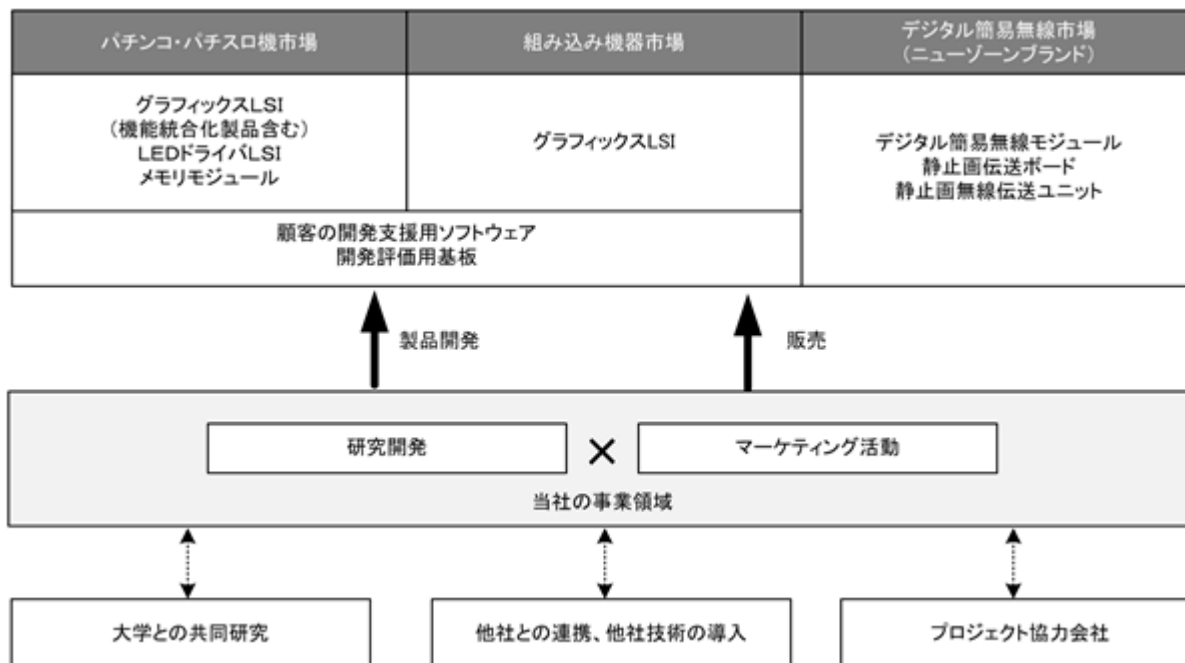 パチンコ・パチスロ機市場
組み込み機器市場
デジタル簡易無線市場
（ニューゾーンブランド）
グラフィックスLSI
（機能統合化製品含む）
LEDドライバLSI
メモリモジュール
グラフィックスLSI
デジタル簡易無線モジュール
静止画伝送ボード
静止画無線伝送ユニット
顧客の開発支援用ソフトウェア
開発評価用基板
製品開発
販売
研究開発
×
マーケティング活動
当社の事業領域
大学との共同研究
他社との連携、他社技術の導入
プロジェクト協力会社